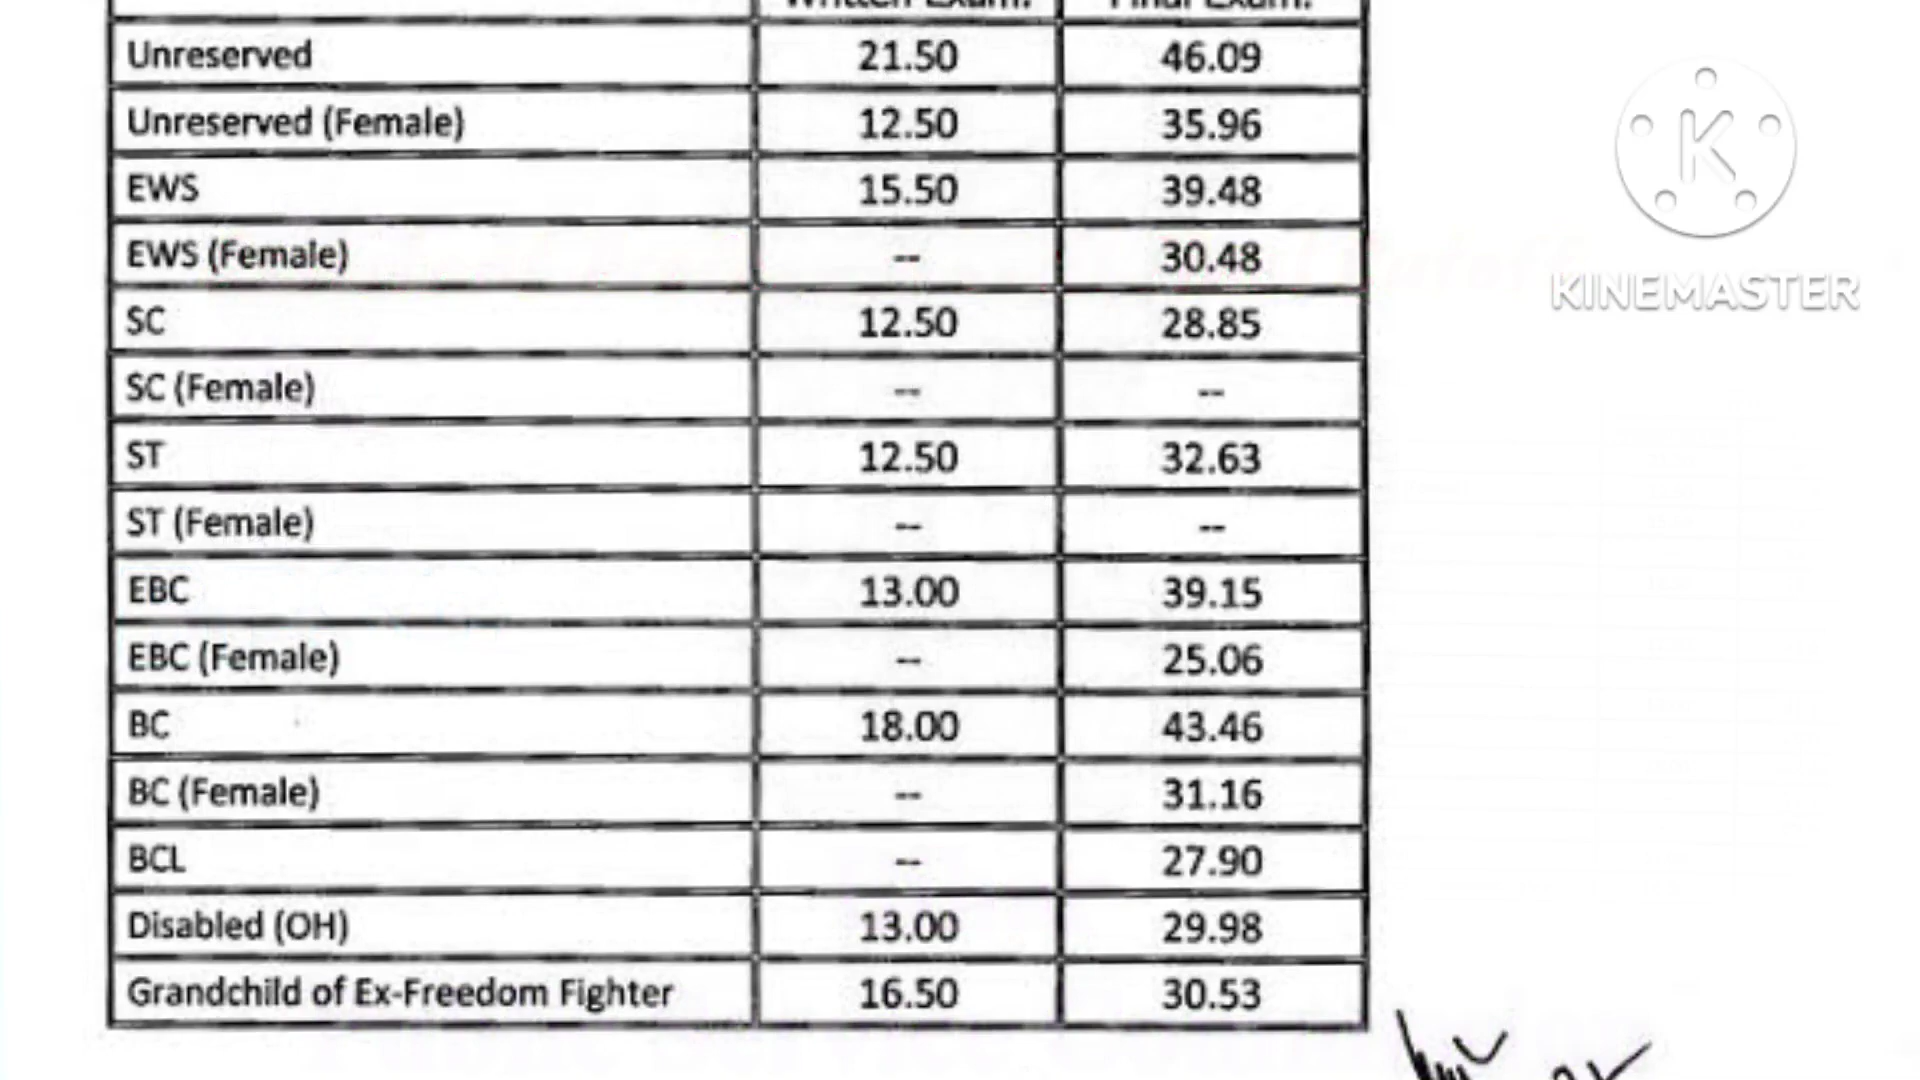 Written Exam. Final Exam.
Unreserved 21.50 46.09
Unreserved (Female) 12.50 35.96
EWS 15.50 39.48
EWS (Female) -- 30.48
SC 12.50 28.85
SC (Female) -- --
ST 12.50 32.63
ST (Female) -- --
EBC 13.00 39.15
EBC (Female) -- 25.06
BC 18.00 43.46
BC (Female) -- 31.16
BCL -- 27.90
Disabled (OH) 13.00 29.98
Grandchild of Ex-Freedom Fighter 16.50 30.53
K
KINEMASTER